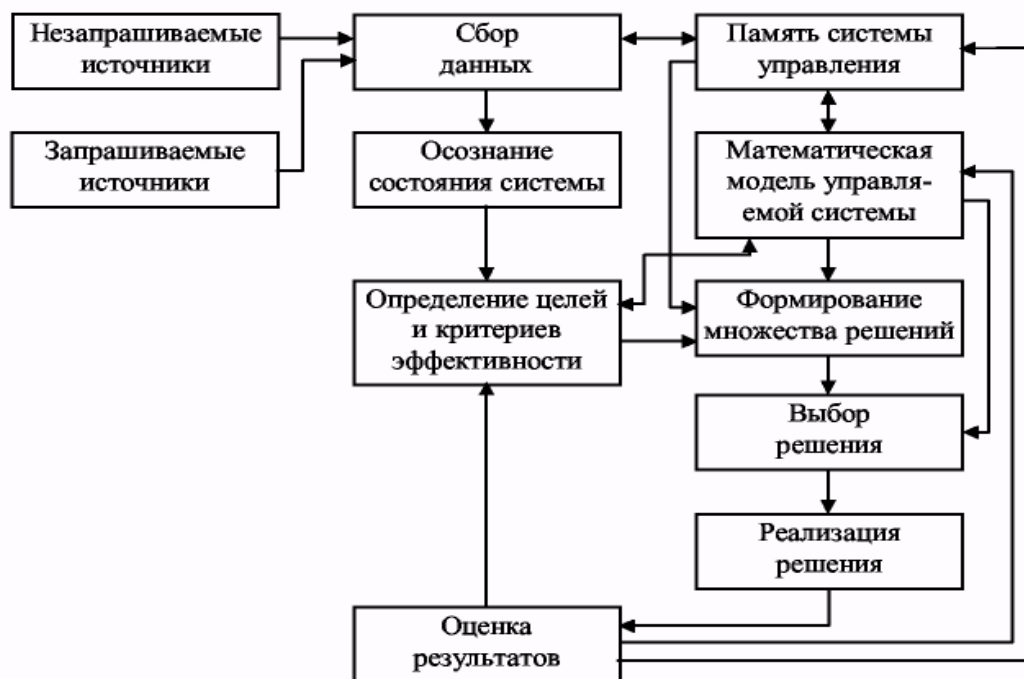 Незапрашиваемые
источники
Сбор
данных
Память системы
управления
Запрашиваемые
источники
Осознание
состояния системы
Математическая
модель управля-
емой системы
Определение целей
и критериев
эффективности
Формирование
множества решений
Выбор
решения
Реализация
решения
Оценка
результатов